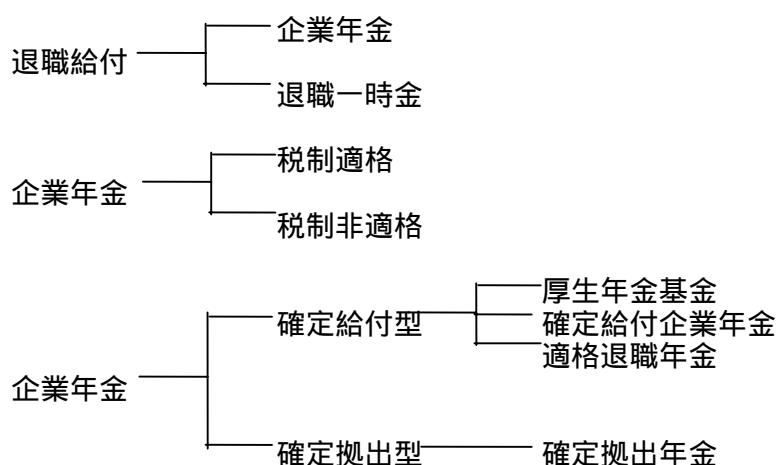 退職給付
企業年金
退職一時金
企業年金
税制適格
税制非適格
企業年金
確定給付型
厚生年金基金
確定給付企業年金
適格退職年金
確定拠出型
確定拠出年金